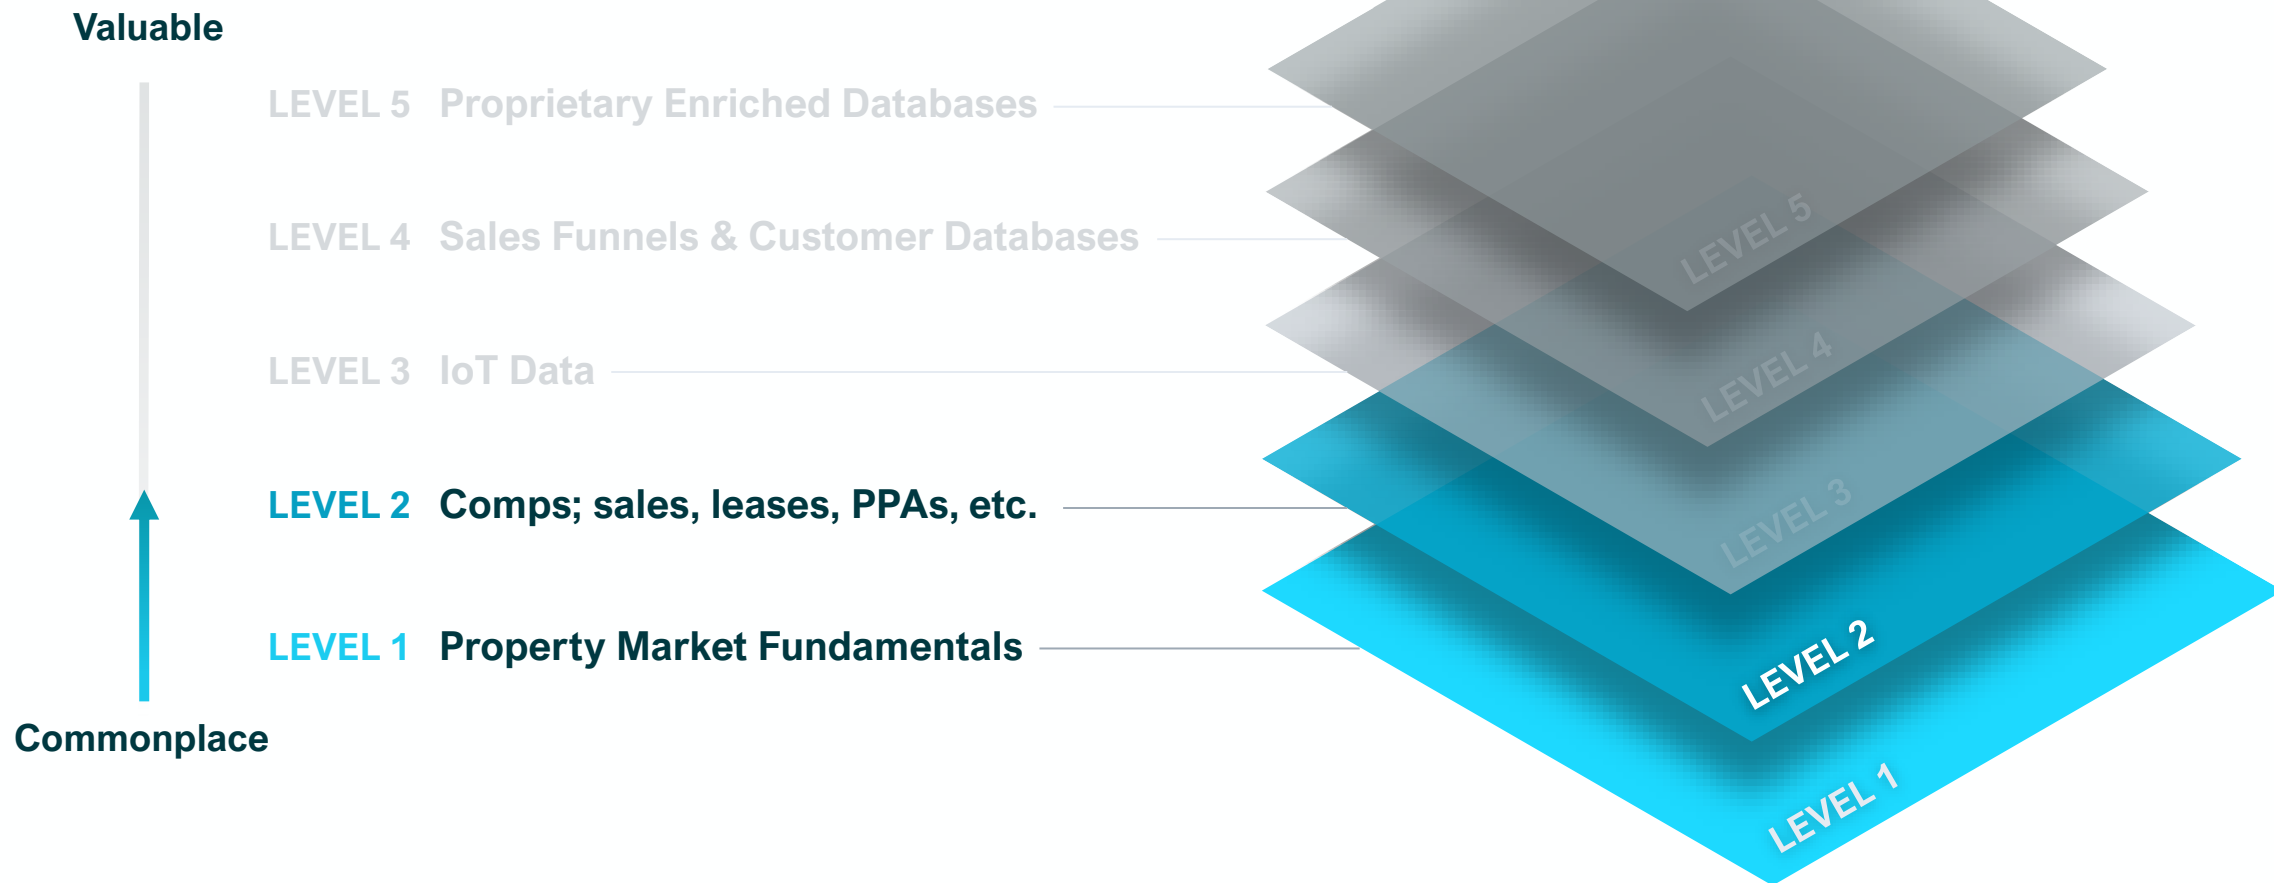 Valuable
LEVEL 5 Proprietary Enriched Databases
LEVEL 4 Sales Funnels & Customer Databases
LEVEL 3 IoT Data
LEVEL 2 Comps; sales, leases, PPAs, etc.
LEVEL 1 Property Market Fundamentals
Commonplace
LEVEL 5
LEVEL 4
LEVEL 3
LEVEL 2
LEVEL 1